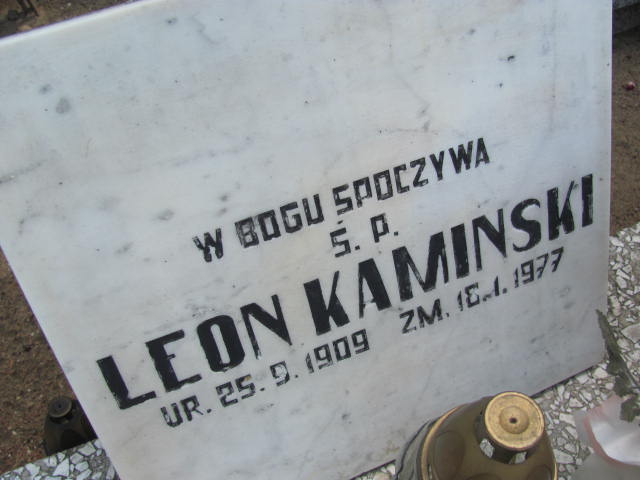 W BOGU SPOCZYWA
Ś. P.
LEON KAMINSKI
UR. 25. 9. 1909 ZM. 16.1. 1977